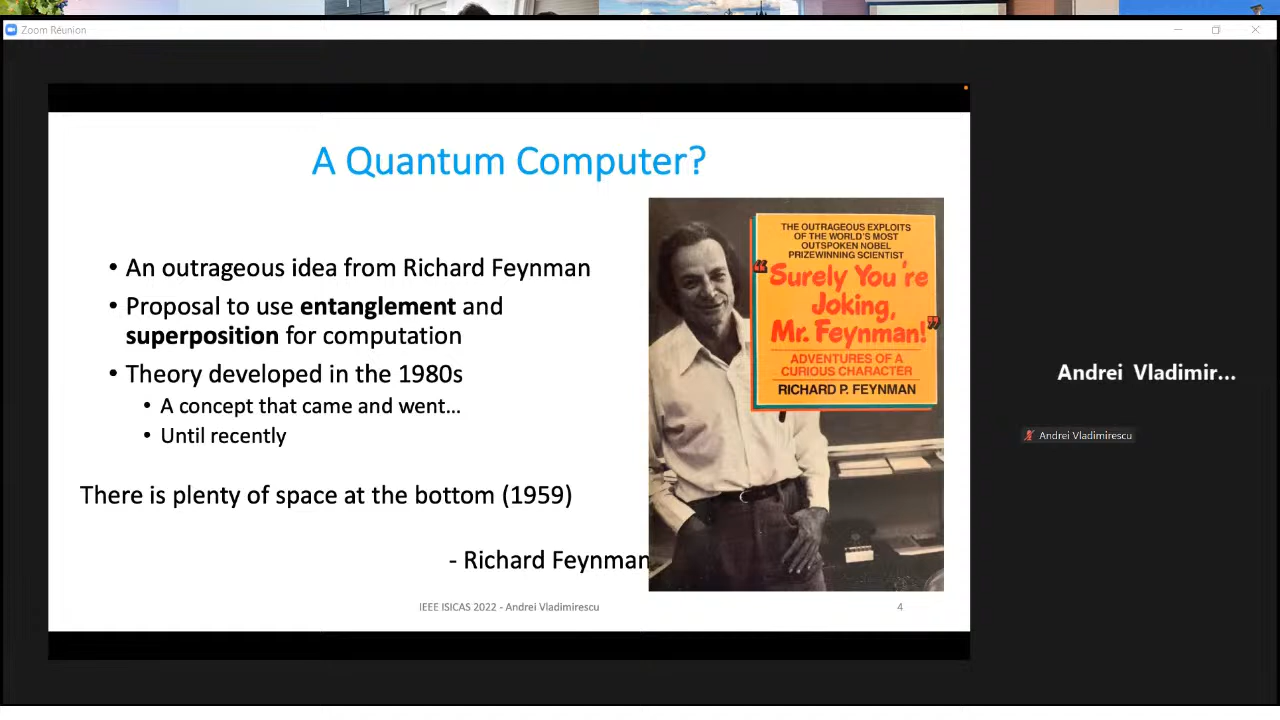 Zoom Réunion
A Quantum Computer?
• An outrageous idea from Richard Feynman
• Proposal to use entanglement and
superposition for computation
• Theory developed in the 1980s
• A concept that came and went...
• Until recently
There is plenty of space at the bottom (1959)
- Richard Feynman
THE OUTRAGEOUS EXPLOITS
OF THE WORLD'S MOST
OUTSPOKEN NOBEL
PRIZEWINNING SCIENTIST
"Surely You're
Joking,
Mr. Feynman!"
ADVENTURES OF A
CURIOUS CHARACTER
RICHARD P. FEYNMAN
IEEE ISICAS 2022 - Andrei Vladimirescu
4
Andrei Vladimir...
Andrei Vladimirescu